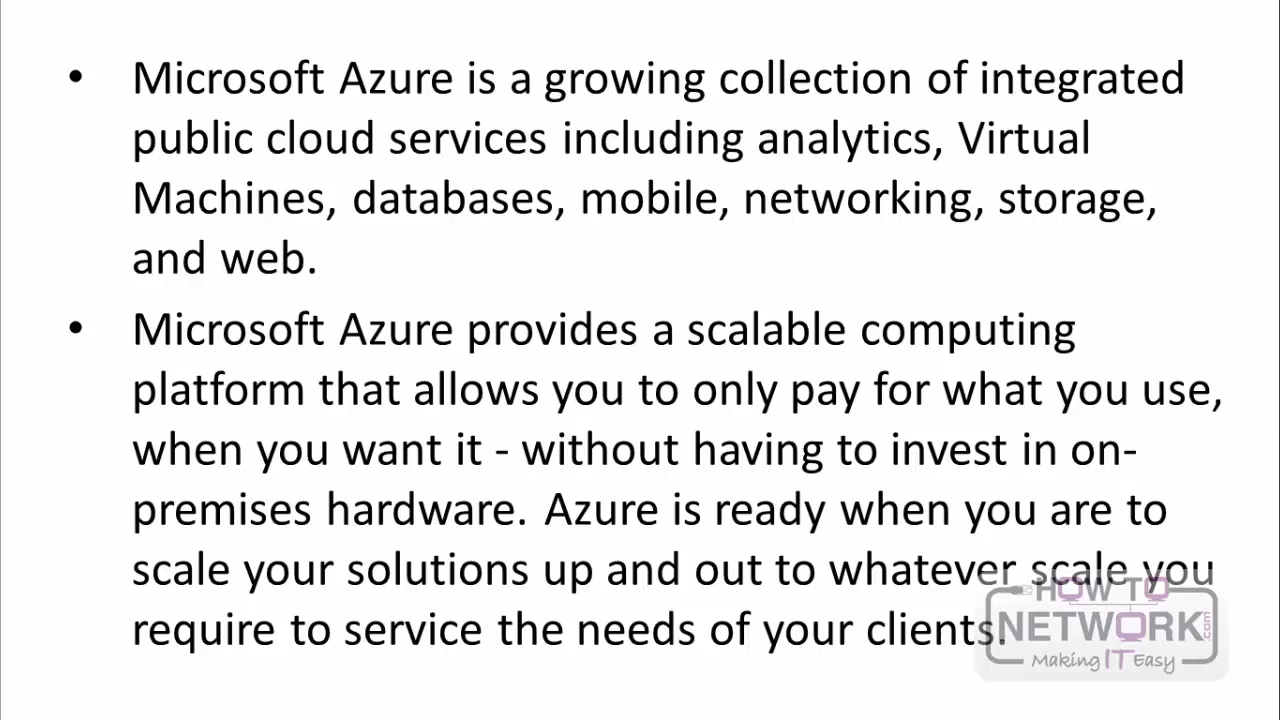 • Microsoft Azure is a growing collection of integrated
public cloud services including analytics, Virtual
Machines, databases, mobile, networking, storage,
and web.
• Microsoft Azure provides a scalable computing
platform that allows you to only pay for what you use,
when you want it - without having to invest in on-
premises hardware. Azure is ready when you are to
scale your solutions up and out to whatever scale you
require to service the needs of your clients.
HOW TO
NETWORK.com
Making IT Easy